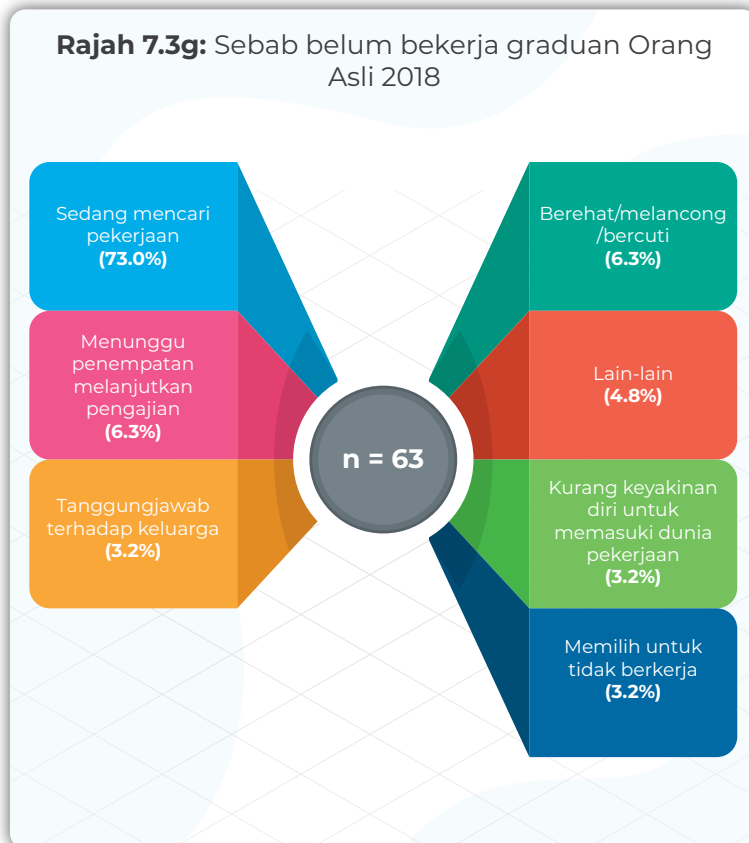 Rajah 7.3g: Sebab belum bekerja graduan Orang
Asli 2018
Sedang mencari
pekerjaan
(73.0%)
Menunggu
penempatan
melanjutkan
pengajian
(6.3%)
Tanggungjawab
terhadap keluarga
(3.2%)
n = 63
Berehat/melancong
/bercuti
(6.3%)
Lain-lain
(4.8%)
Kurang keyakinan
diri untuk
memasuki dunia
pekerjaan
(3.2%)
Memilih untuk
tidak berkerja
(3.2%)